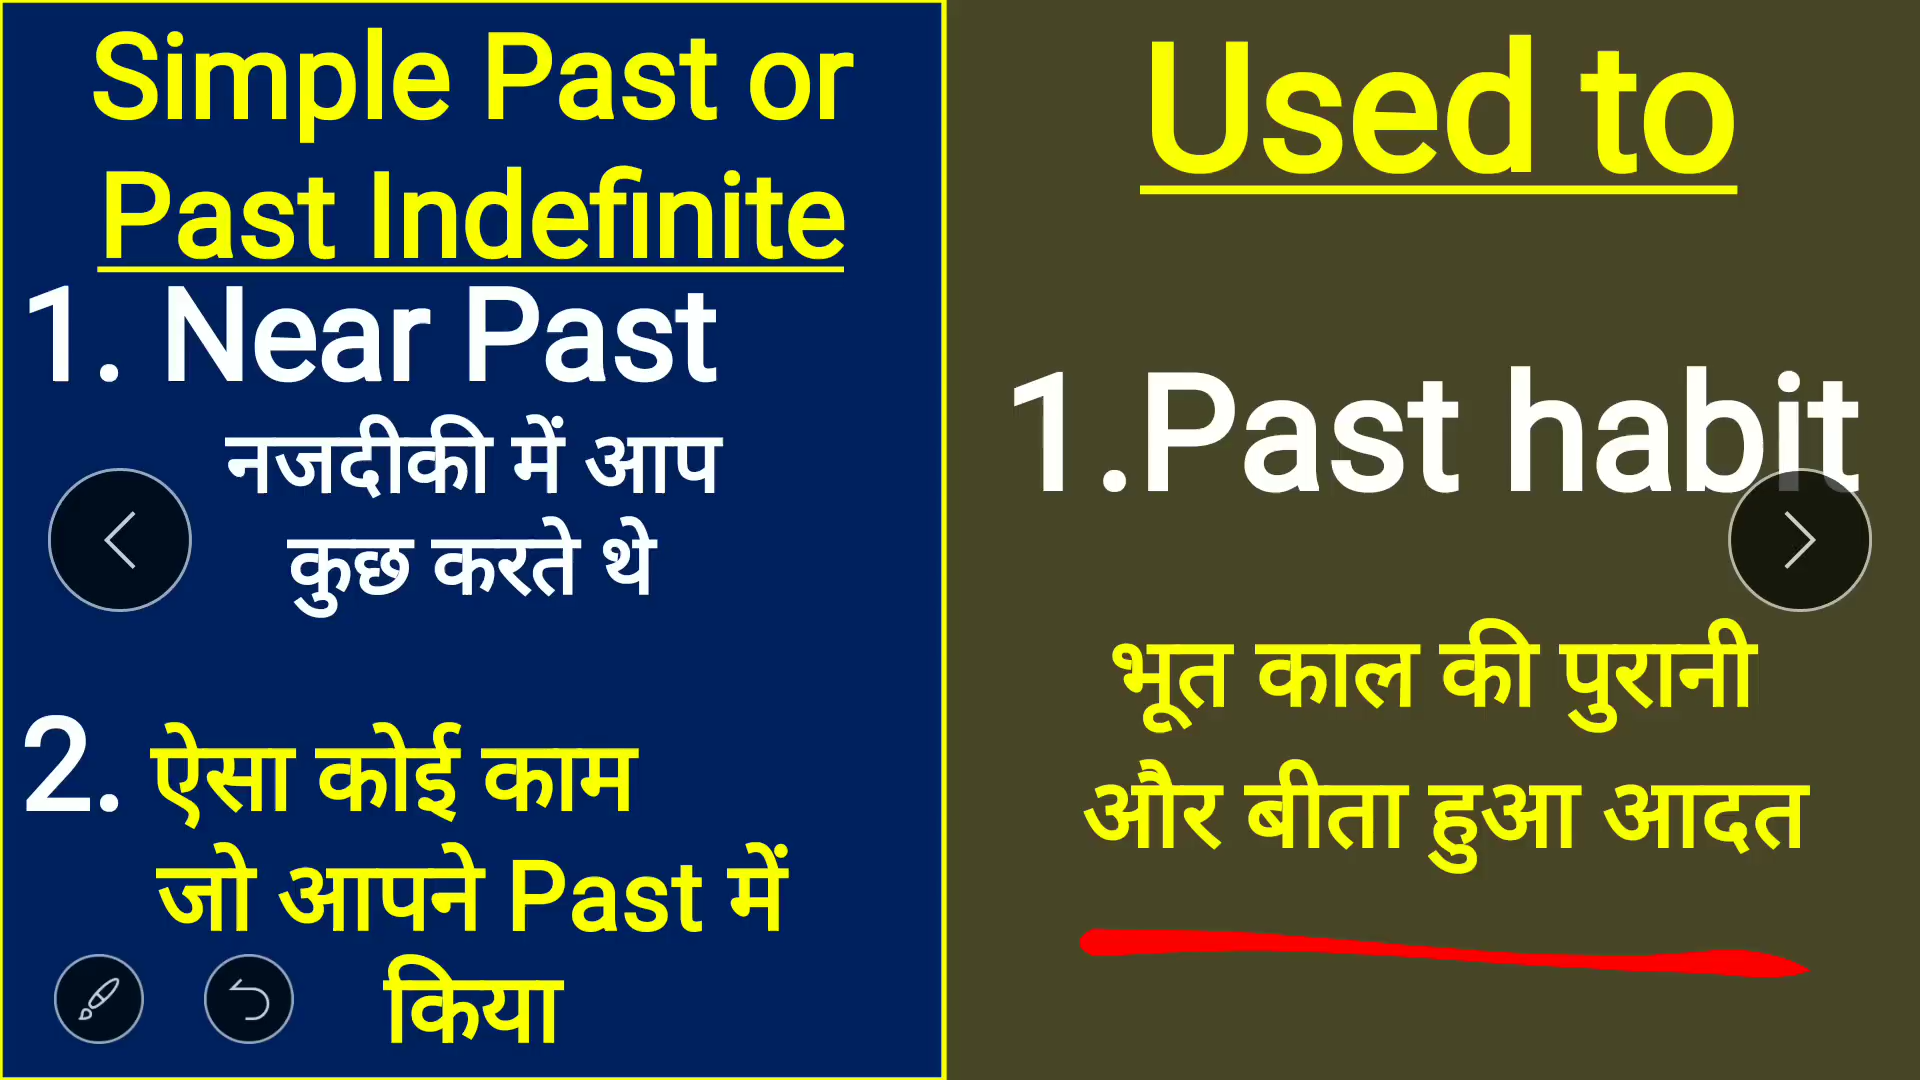 Simple Past or
Past Indefinite
1. Near Past
नजदीकी में आप
कुछ करते थे
2. ऐसा कोई काम
जो आपने Past में
किया
Used to
1.Past habit
भूत काल की पुरानी
और बीता हुआ आदत